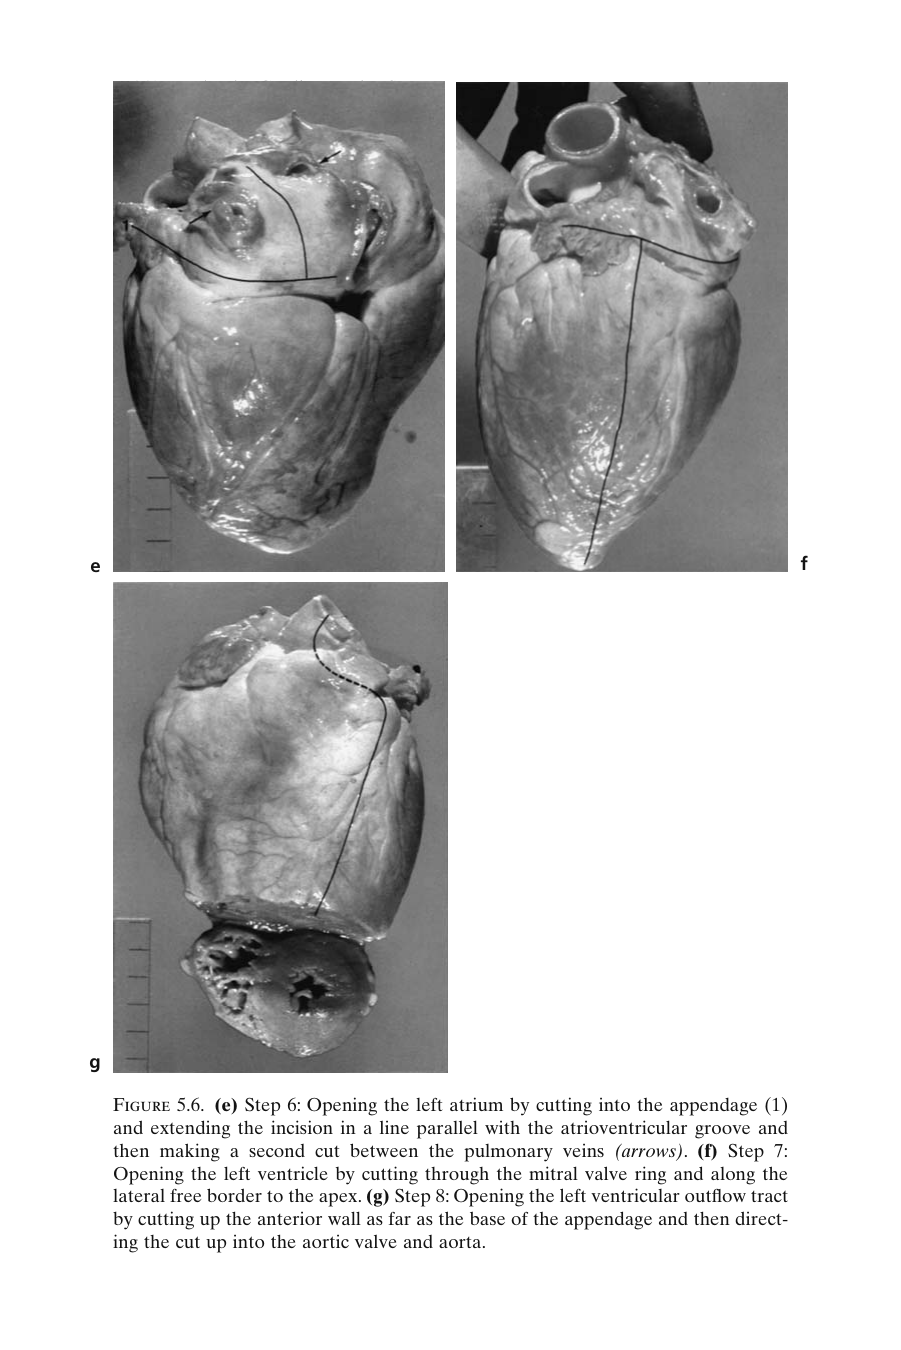 1
e
f
g
FIGURE 5.6. (e) Step 6: Opening the left atrium by cutting into the appendage (1)
and extending the incision in a line parallel with the atrioventricular groove and
then making a second cut between the pulmonary veins (arrows). (f) Step 7:
Opening the left ventricle by cutting through the mitral valve ring and along the
lateral free border to the apex. (g) Step 8: Opening the left ventricular outflow tract
by cutting up the anterior wall as far as the base of the appendage and then direct-
ing the cut up into the aortic valve and aorta.